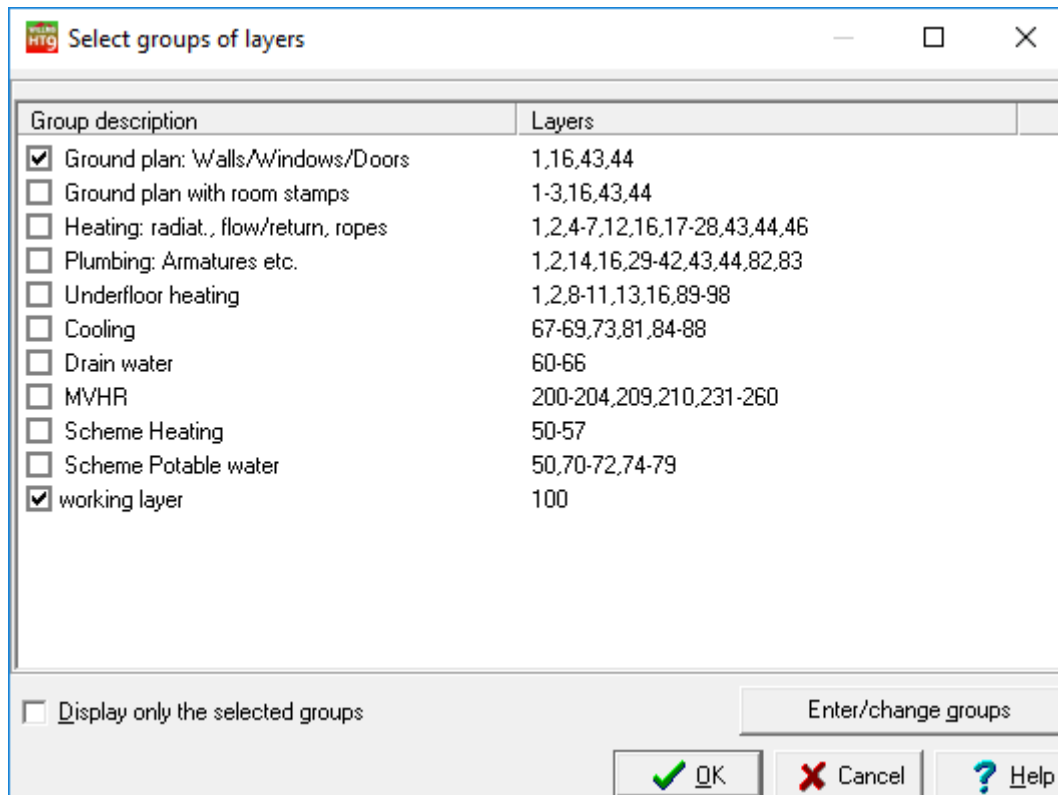 HT9 Select groups of layers
Group description Layers
Ground plan: Walls/Windows/Doors 1,16,43,44
Ground plan with room stamps 1-3,16,43,44
Heating: radiat., flow/return, ropes 1,2,4-7,12,16,17-28,43,44,46
Plumbing: Armatures etc. 1,2,14,16,29-42,43,44,82,83
Underfloor heating 1,2,8-11,13,16,89-98
Cooling 67-69,73,81,84-88
Drain water 60-66
MVHR 200-204,209,210,231-260
Scheme Heating 50-57
Scheme Potable water 50,70-72,74-79
working layer 100
Display only the selected groups Enter/change groups
OK Cancel Help